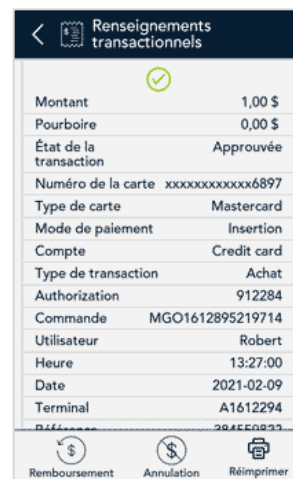 Renseignements
transactionnels
Montant 1,00 $
Pourboire 0,00 $
État de la
transaction Approuvée
Numéro de la carte xxxxxxxxxxxx6897
Type de carte Mastercard
Mode de paiement Insertion
Compte Credit card
Type de transaction Achat
Authorization 912284
Commande MGO1612895219714
Utilisateur Robert
Heure 13:27:00
Date 2021-02-09
Terminal A1612294
Remboursement Annulation Réimprimer